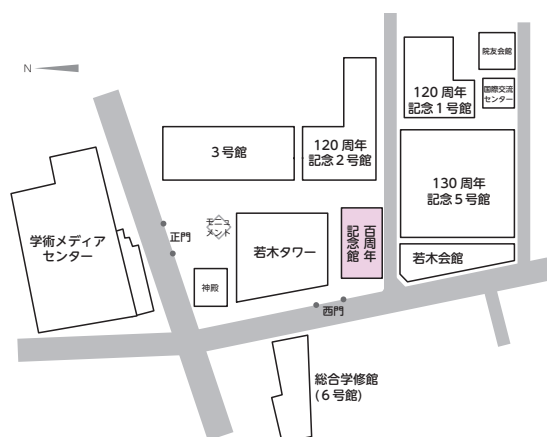 N
院友会館
120 周年
記念１号館
国際交流
センター
3号館
120 周年
記念２号館
130 周年
記念５号館
学術メディア
センター
正門
モニュ
メント
若木タワー
百周年
記念館
若木会館
神殿
西門
総合学修館
(６号館)